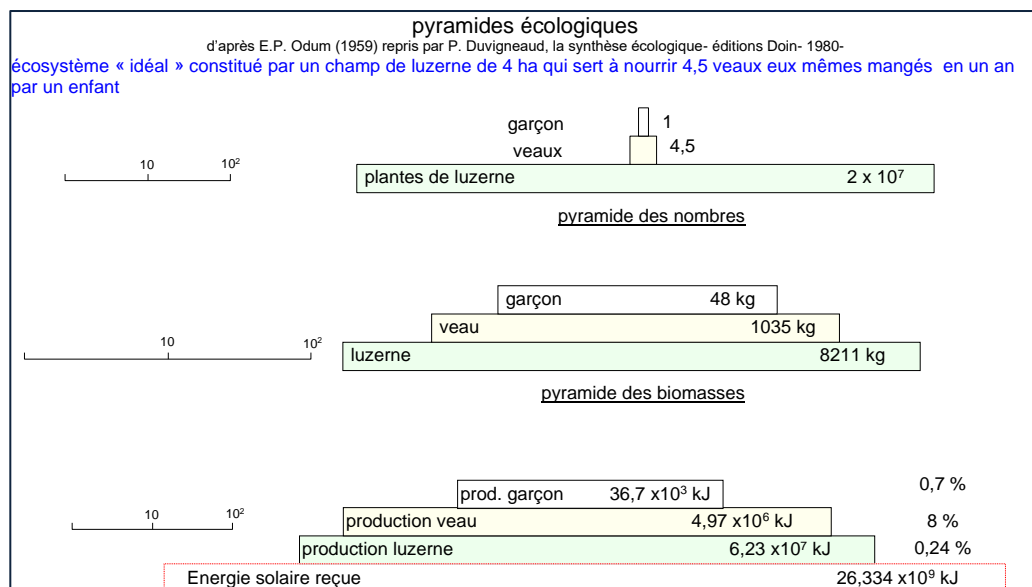 pyramides écologiques
d'après E.P. Odum (1959) repris par P. Duvigneaud, la synthèse écologique- éditions Doin- 1980-
écosystème « idéal » constitué par un champ de luzerne de 4 ha qui sert à nourrir 4,5 veaux eux mêmes mangés en un an
par un enfant
garçon 1
veaux 4,5
10 10²
plantes de luzerne 2 x 10⁷
pyramide des nombres
garçon 48 kg
veau 1035 kg
10 10²
luzerne 8211 kg
pyramide des biomasses
prod. garçon 36,7 x10³ kJ 0,7 %
10 10²
production veau 4,97 x10⁶ kJ 8 %
production luzerne 6,23 x10⁷ kJ 0,24 %
Energie solaire reçue 26,334 x10⁹ kJ